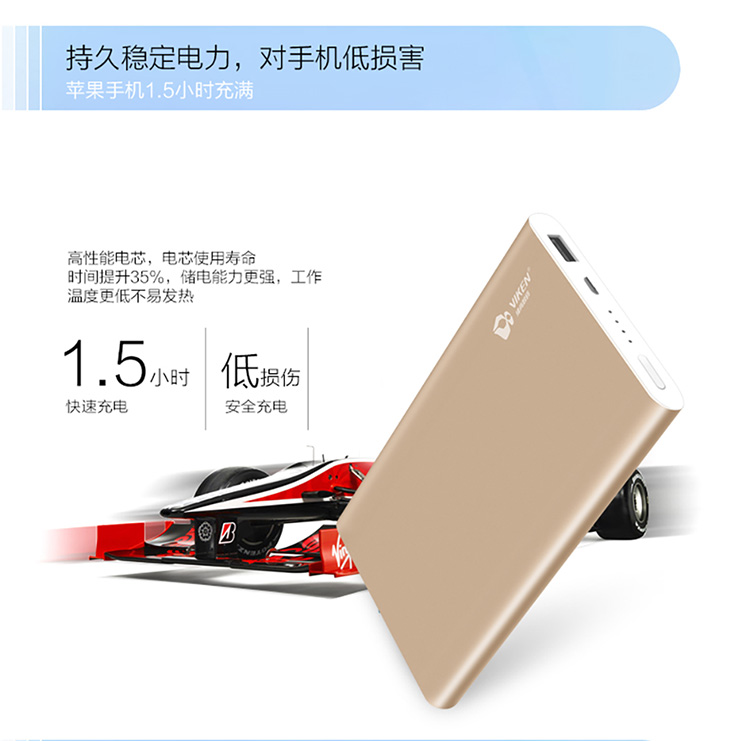 持久稳定电力，对手机低损害
苹果手机1.5小时充满
高性能电芯，电芯使用寿命
时间提升35%，储电能力更强，工作
温度更低不易发热
1.5小时
快速充电
低损伤
安全充电
VIKEN
Virgin